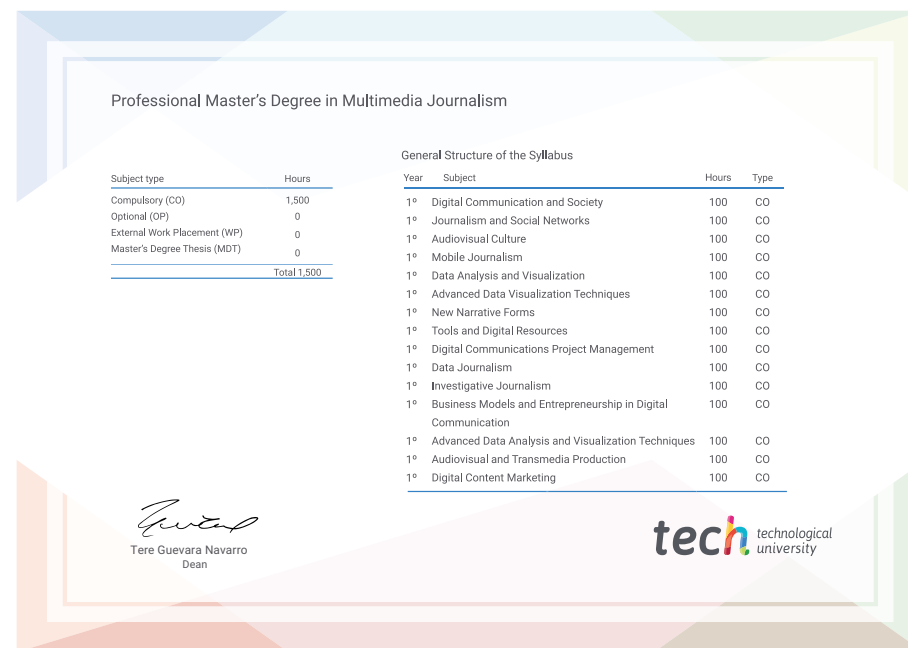 Professional Master's Degree in Multimedia Journalism
General Structure of the Syllabus
Subject type Hours
Compulsory (CO) 1,500
Optional (OP) 0
External Work Placement (WP) 0
Master's Degree Thesis (MDT) 0
Total 1,500
Year Subject Hours Type
1º Digital Communication and Society 100 CO
1º Journalism and Social Networks 100 CO
1º Audiovisual Culture 100 CO
1º Mobile Journalism 100 CO
1º Data Analysis and Visualization 100 CO
1º Advanced Data Visualization Techniques 100 CO
1º New Narrative Forms 100 CO
1º Tools and Digital Resources 100 CO
1º Digital Communications Project Management 100 CO
1º Data Journalism 100 CO
1º Investigative Journalism 100 CO
1º Business Models and Entrepreneurship in Digital 100 CO
Communication
1º Advanced Data Analysis and Visualization Techniques 100 CO
1º Audiovisual and Transmedia Production 100 CO
1º Digital Content Marketing 100 CO
Tere Guevara Navarro
Dean
tech technological
university